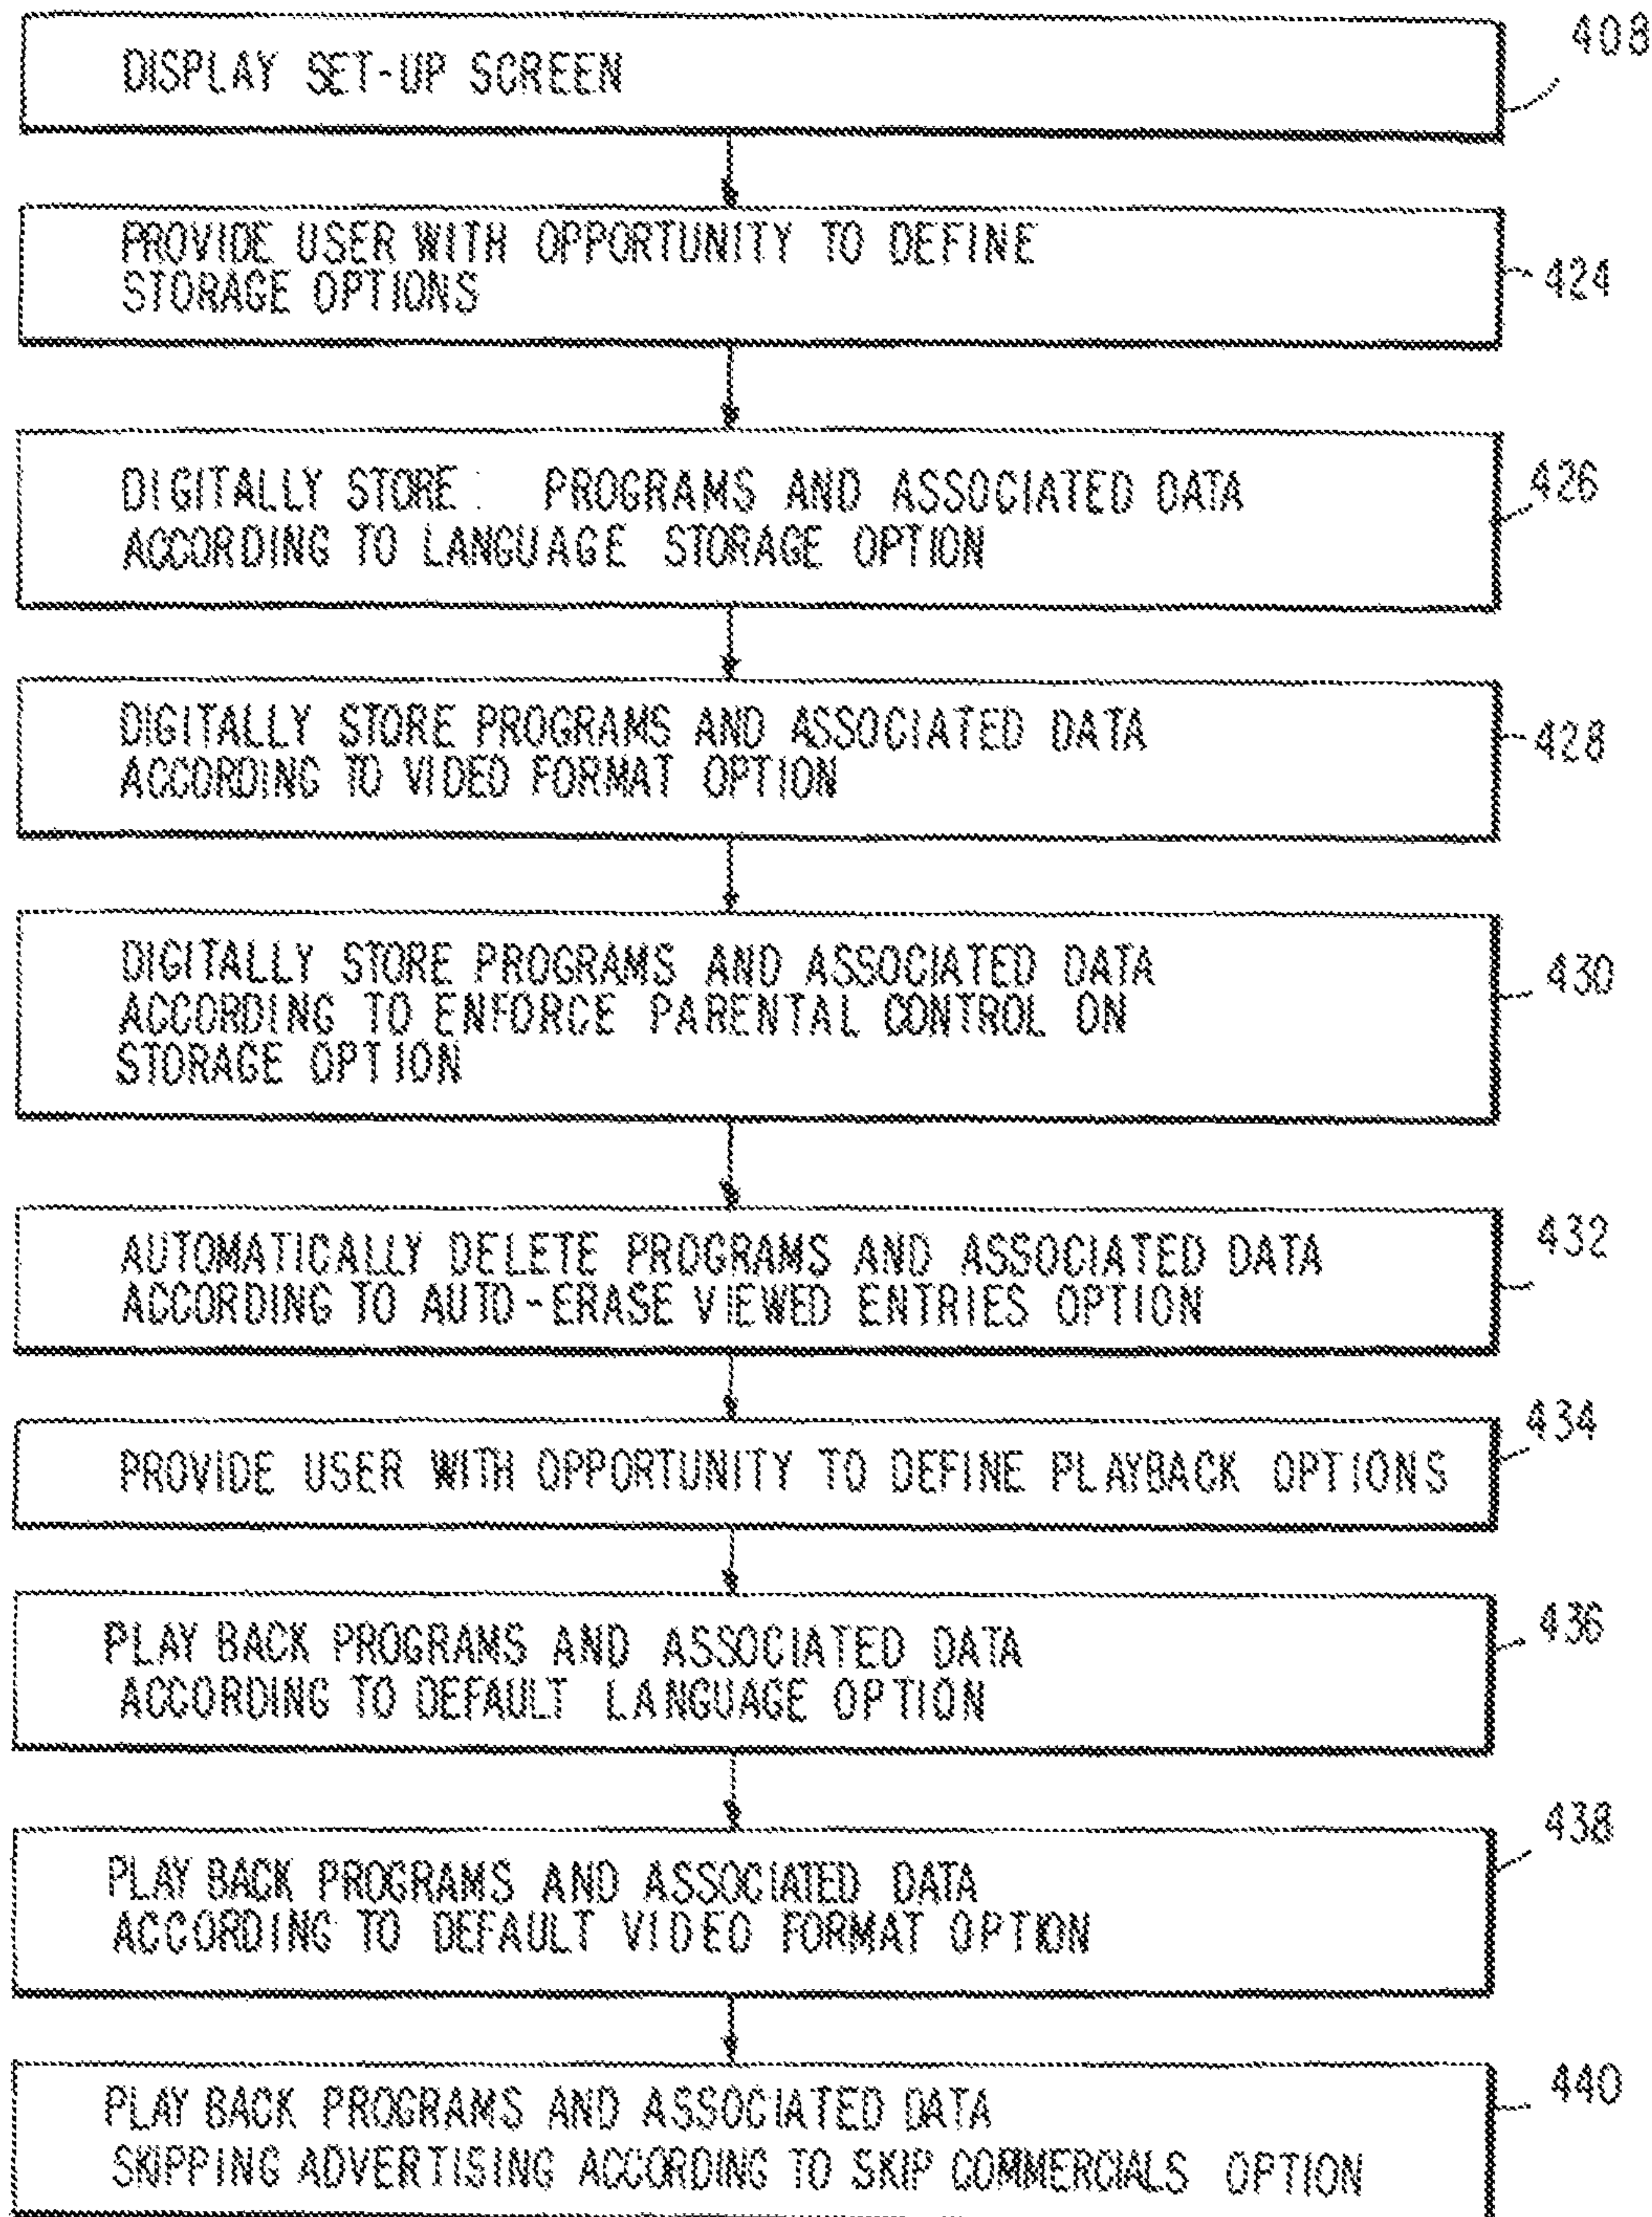 DISPLAY SET-UP SCREEN
408
PROVIDE USER WITH OPPORTUNITY TO DEFINE
STORAGE OPTIONS
424
DIGITALLY STORE : PROGRAMS AND ASSOCIATED DATA
ACCORDING TO LANGUAGE STORAGE OPTION
426
DIGITALLY STORE PROGRAMS AND ASSOCIATED DATA
ACCORDING TO VIDEO FORMAT OPTION
428
DIGITALLY STORE PROGRAMS AND ASSOCIATED DATA
ACCORDING TO ENFORCE PARENTAL CONTROL ON
STORAGE OPTION
430
AUTOMATICALLY DELETE PROGRAMS AND ASSOCIATED DATA
ACCORDING TO AUTO-ERASE VIEWED ENTRIES OPTION
432
PROVIDE USER WITH OPPORTUNITY TO DEFINE PLAYBACK OPTIONS
434
PLAY BACK PROGRAMS AND ASSOCIATED DATA
ACCORDING TO DEFAULT LANGUAGE OPTION
436
PLAY BACK PROGRAMS AND ASSOCIATED DATA
ACCORDING TO DEFAULT VIDEO FORMAT OPTION
438
PLAY BACK PROGRAMS AND ASSOCIATED DATA
SKIPPING ADVERTISING ACCORDING TO SKIP COMMERCIALS OPTION
440